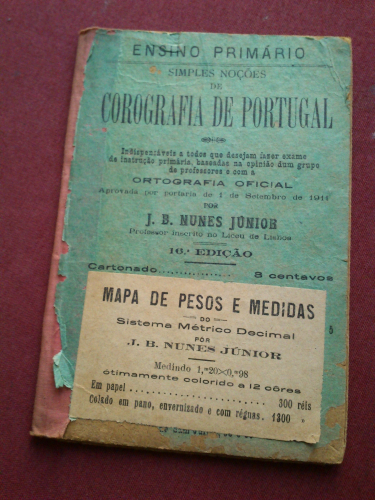 ENSINO PRIMÁRIO
SIMPLES NOÇÕES
DE
COROGRAFIA DE PORTUGAL
Indispensáveis a todos que desejam fazer exame
de instrução primária, baseadas na opinião dum grupo
de professores e com a
ORTOGRAFIA OFICIAL
Aprovada por portaria de 1 de Setembro de 1911
POR
J. B. NUNES JÚNIOR
Professor inscrito no Liceu de Lisboa
16.ª EDIÇÃO
Cartonado.............. 8 centavos
MAPA DE PESOS E MEDIDAS
DO
Sistema Métrico Decimal
POR
J. B. NUNES JÚNIOR
Medindo 1,ᵐ20×0,ᵐ98
ótimamente colorido a 12 côres
Em papel.............................. 300 réis
Colado em pano, envernizado e com réguas. 1300 »